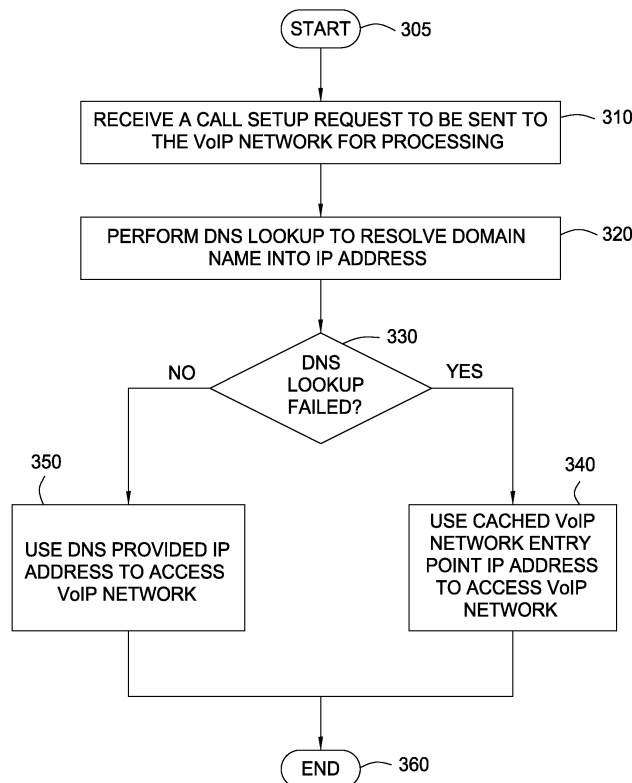 START
305
RECEIVE A CALL SETUP REQUEST TO BE SENT TO
THE VoIP NETWORK FOR PROCESSING
310
PERFORM DNS LOOKUP TO RESOLVE DOMAIN
NAME INTO IP ADDRESS
320
330
DNS
LOOKUP
FAILED?
NO
YES
350
USE DNS PROVIDED IP
ADDRESS TO ACCESS
VoIP NETWORK
340
USE CACHED VoIP
NETWORK ENTRY
POINT IP ADDRESS
TO ACCESS VoIP
NETWORK
END
360